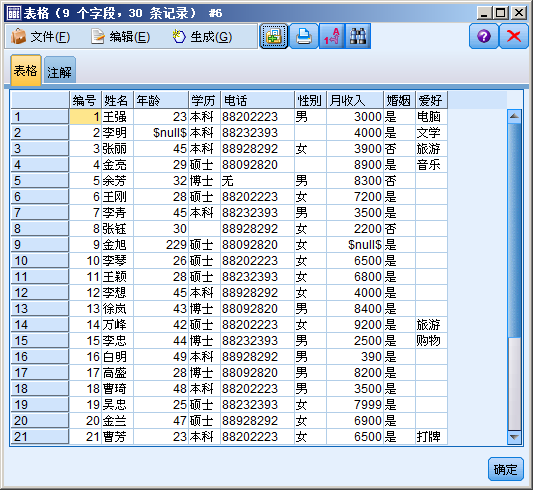 表格（9 个字段，30 条记录） #6
文件(F) 编辑(E) 生成(G)
表格 注解
编号 姓名 年龄 学历 电话 性别 月收入 婚姻 爱好
1 1 王强 23 本科 88202223 男 3000 是 电脑
2 2 李明 $null$ 本科 88232393 4000 是 文学
3 3 张丽 45 本科 88928292 女 3900 否 旅游
4 4 金亮 29 硕士 88092820 8900 是 音乐
5 5 余芳 32 博士 无 男 8300 否
6 6 王刚 28 硕士 88202223 女 7200 是
7 7 李青 45 本科 88232393 男 3500 是
8 8 张钰 30 88928292 女 2200 否
9 9 金旭 229 硕士 88092820 女 $null$ 是
10 10 李琴 26 硕士 88202223 女 6500 是
11 11 王颖 28 硕士 88232393 女 6800 是
12 12 李想 45 本科 88928292 女 4000 是
13 13 徐岚 43 博士 88092820 男 8400 是
14 14 万峰 42 硕士 88202223 女 9200 是 旅游
15 15 李忠 44 博士 88232393 男 2500 是 购物
16 16 白明 49 本科 88928292 男 390 是
17 17 高盛 28 博士 88092820 男 8200 是
18 18 曹琦 48 本科 88202223 男 3500 是
19 19 吴忠 25 硕士 88232393 女 7999 是
20 20 金兰 47 硕士 88928292 女 6900 是
21 21 曹芳 23 本科 88202223 女 6500 是 打牌
确定